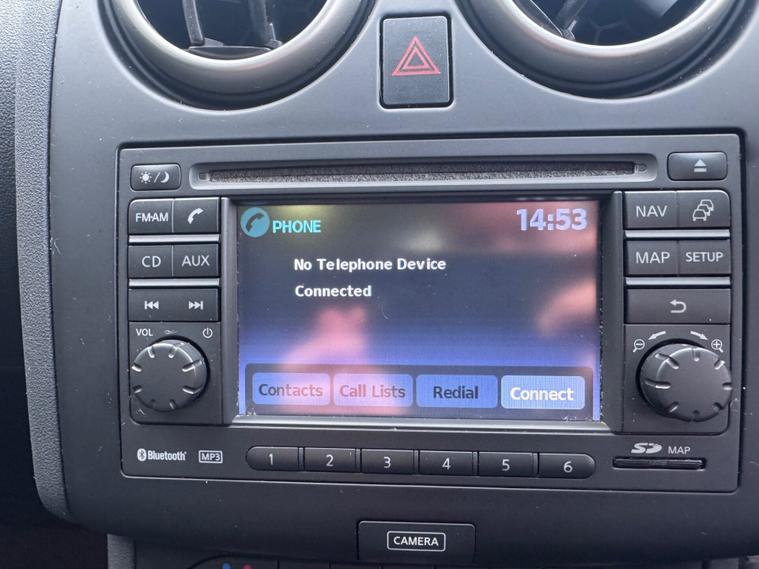 PHONE
14:53
No Telephone Device
Connected
Contacts
Call Lists
Redial
Connect
FM·AM
CD
AUX
VOL
NAV
MAP
SETUP
Bluetooth
MP3
1
2
3
4
5
6
SD MAP
CAMERA